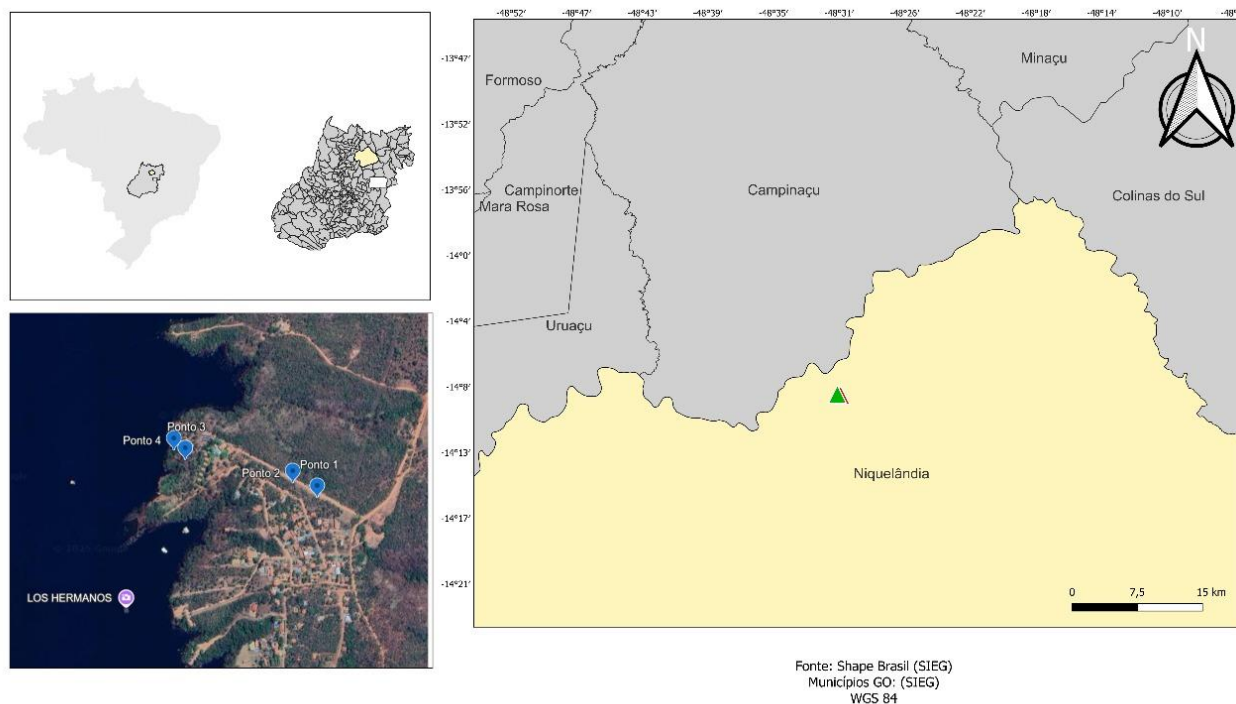 -48°52' -48°47' -48°43' -48°39' -48°35' -48°31' -48°26' -48°22' -48°18' -48°14' -48°10'
N
-13°47'
-13°52'
-13°56'
-14°0'
-14°4'
-14°8'
-14°13'
-14°17'
-14°21'
Formoso
Minaçu
Campinorte
Mara Rosa
Campinaçu
Colinas do Sul
Uruaçu
Niquelândia
0 7,5 15 km
Ponto 3
Ponto 4
Ponto 1
Ponto 2
LOS HERMANOS
Fonte: Shape Brasil (SIEG)
Municípios GO: (SIEG)
WGS 84